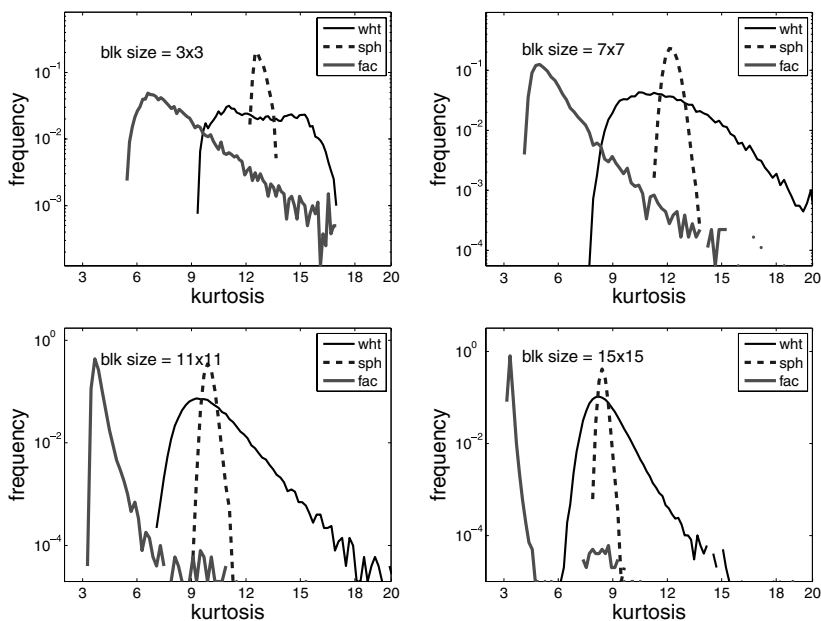 blk size = 3x3
wht
sph
fac
10⁻¹
10⁻²
10⁻³
frequency
3 6 9 12 15 18 20
kurtosis
blk size = 7x7
wht
sph
fac
10⁻¹
10⁻²
10⁻³
10⁻⁴
frequency
3 6 9 12 15 18 20
kurtosis
blk size = 11x11
wht
sph
fac
10⁰
10⁻²
10⁻⁴
frequency
3 6 9 12 15 18 20
kurtosis
blk size = 15x15
wht
sph
fac
10⁰
10⁻²
10⁻⁴
frequency
3 6 9 12 15 18 20
kurtosis